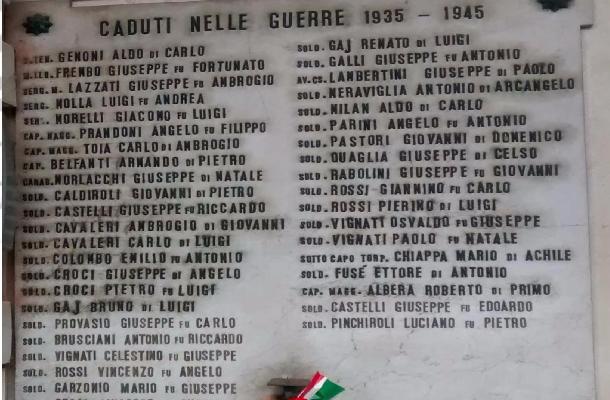 CADUTI NELLE GUERRE 1935 - 1945
S.TEN. GENONI ALDO DI CARLO
M.LLO. FREMBO GIUSEPPE FU FORTUNATO
SERG. M. LAZZATI GIUSEPPE FU AMBROGIO
SERG. NOLLA LUIGI FU ANDREA
SERG. MORELLI GIACOMO FU LUIGI
CAP. MAGG. PRANDONI ANGELO FU FILIPPO
CAP. MAGG. TOIA CARLO DI AMBROGIO
CAP. BELFANTI ARMANDO DI PIETRO
CARAB. MORLACCHI GIUSEPPE DI NATALE
SOLD. CALDIROLI GIOVANNI DI PIETRO
SOLD. CASTELLI GIUSEPPE FU RICCARDO
SOLD. CAVALERI AMBROGIO DI GIOVANNI
SOLD. CAVALERI CARLO DI LUIGI
SOLD. COLOMBO EMILIO FU ANTONIO
SOLD. CROCI GIUSEPPE DI ANGELO
SOLD. CROCI PIETRO FU LUIGI
SOLD. GAJ BRUNO DI LUIGI
SOLD. PROVASIO GIUSEPPE FU CARLO
SOLD. BRUSCIANI ANTONIO FU RICCARDO
SOLD. VIGNATI CELESTINO FU GIUSEPPE
SOLD. ROSSI VINCENZO FU ANGELO
SOLD. GARZONIO MARIO FU GIUSEPPE
SOLD. GAJ RENATO DI LUIGI
SOLD. GALLI GIUSEPPE FU ANTONIO
AV. CS. LAMBERTINI GIUSEPPE DI PAOLO
SOLD. MERAVIGLIA ANTONIO DI ARCANGELO
SOLD. MILAN ALDO DI CARLO
SOLD. PARINI ANGELO FU ANTONIO
SOLD. PASTORI GIOVANNI DI DOMENICO
SOLD. QUAGLIA GIUSEPPE DI CELSO
SOLD. RABOLINI GIUSEPPE FU GIOVANNI
SOLD. ROSSI GIANNINO FU CARLO
SOLD. ROSSI PIERINO DI LUIGI
SOLD. VIGNATI OSVALDO FU GIUSEPPE
SOLD. VIGNATI PAOLO FU NATALE
SOTTO CAPO TORP. CHIAPPA MARIO DI ACHILE
SOLD. FUSÉ ETTORE DI ANTONIO
CAP. MAGG. ALBERA ROBERTO DI PRIMO
SOLD. CASTELLI GIUSEPPE FU EDOARDO
SOLD. PINCHIROLI LUCIANO FU PIETRO